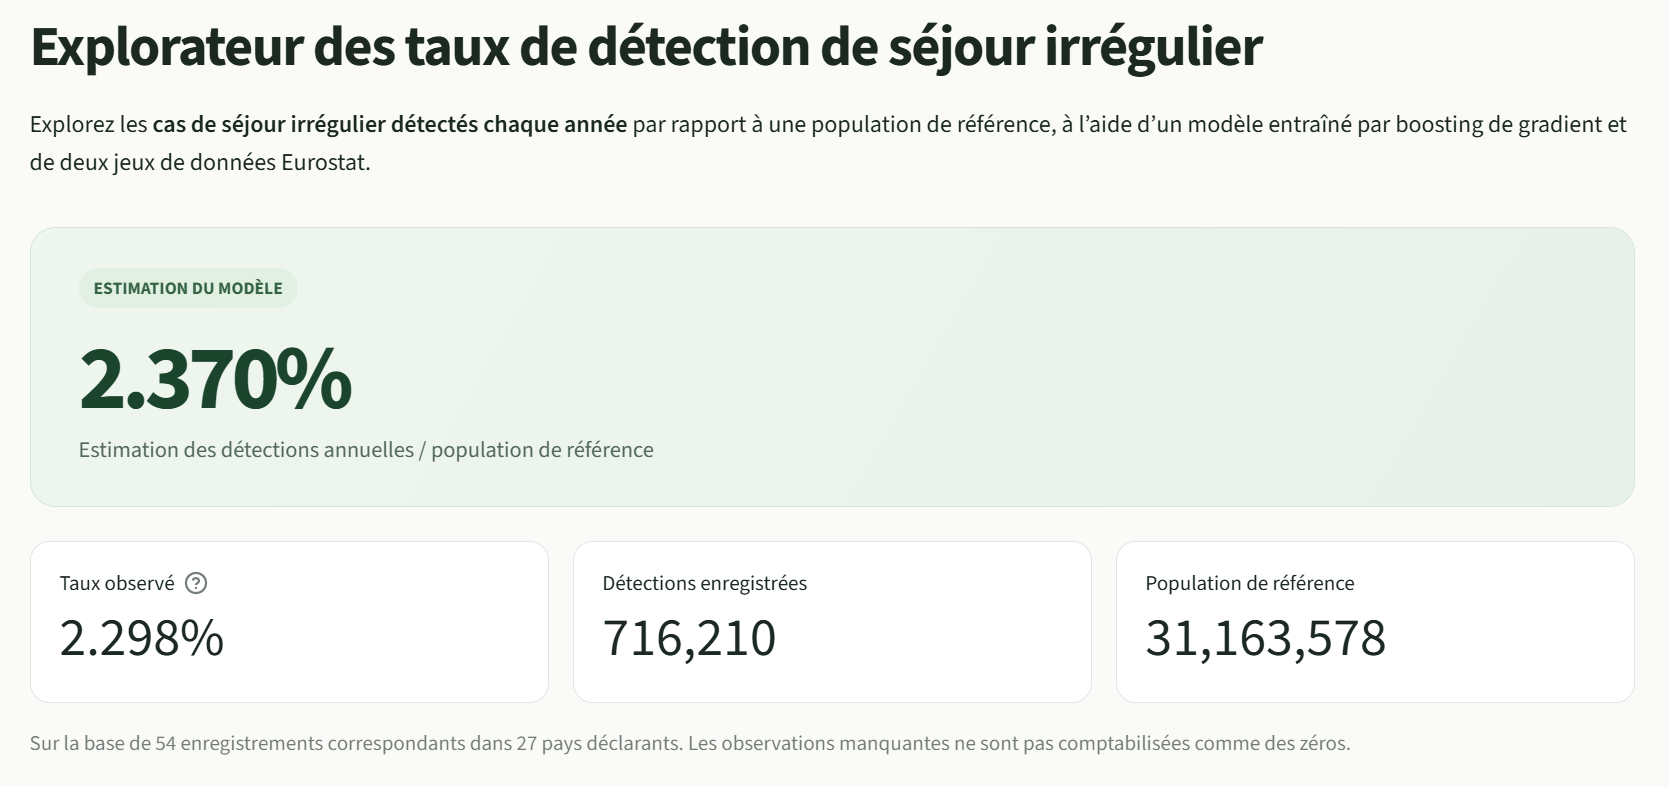 Explorateur des taux de détection de séjour irrégulier
Explorez les cas de séjour irrégulier détectés chaque année par rapport à une population de référence, à l’aide d’un modèle entraîné par boosting de gradient et
de deux jeux de données Eurostat.
ESTIMATION DU MODÈLE
2.370%
Estimation des détections annuelles / population de référence
Taux observé ?
2.298%
Détections enregistrées
716,210
Population de référence
31,163,578
Sur la base de 54 enregistrements correspondants dans 27 pays déclarants. Les observations manquantes ne sont pas comptabilisées comme des zéros.